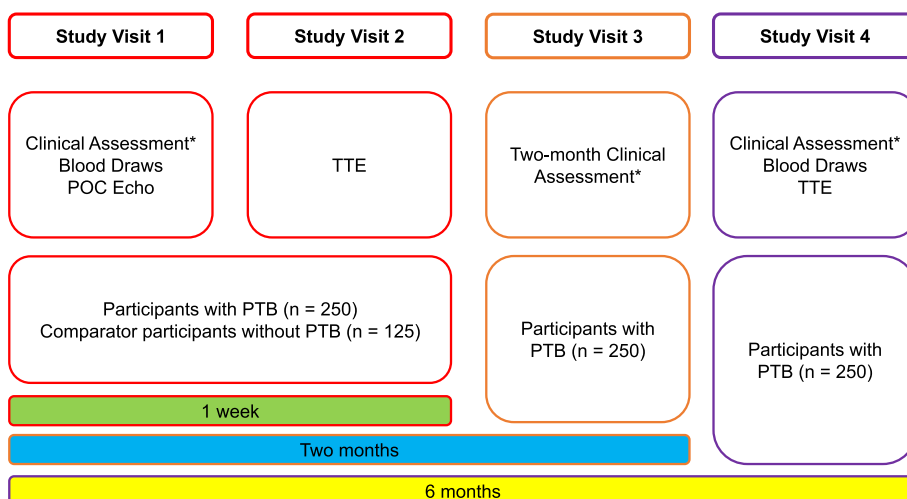 Study Visit 1
Study Visit 2
Study Visit 3
Study Visit 4
Clinical Assessment*
Blood Draws
POC Echo
TTE
Two-month Clinical
Assessment*
Clinical Assessment*
Blood Draws
TTE
Participants with PTB (n = 250)
Comparator participants without PTB (n = 125)
Participants with
PTB (n = 250)
Participants with
PTB (n = 250)
1 week
Two months
6 months